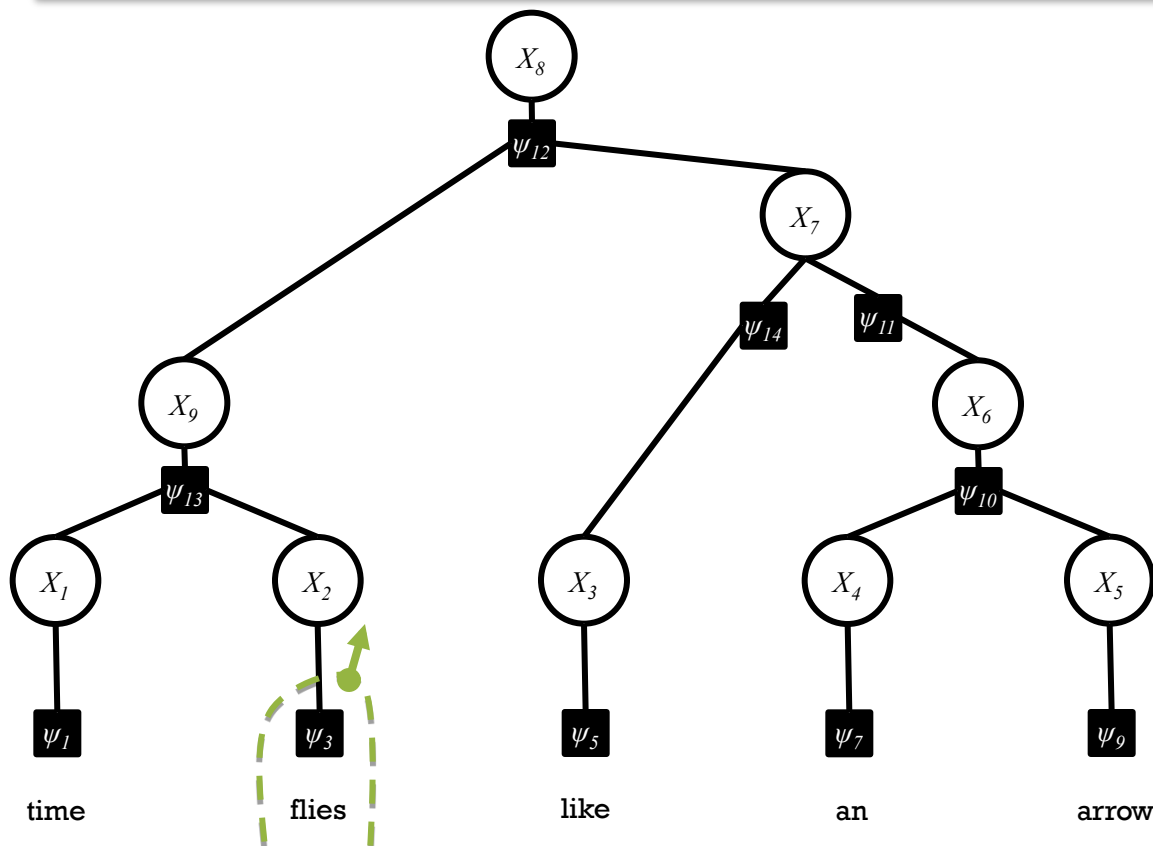 X₈
ψ₁₂
X₇
ψ₁₄ ψ₁₁
X₉ X₆
ψ₁₃ ψ₁₀
X₁ X₂ X₃ X₄ X₅
ψ₁ ψ₃ ψ₅ ψ₇ ψ₉
time flies like an arrow